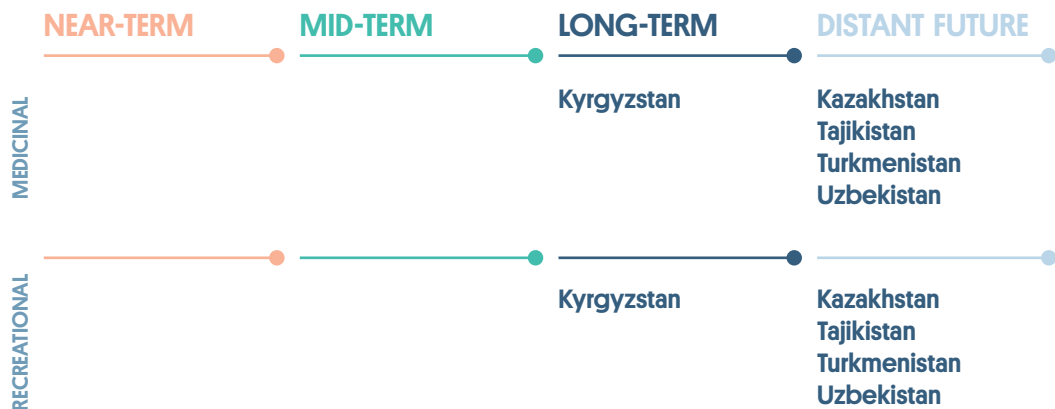 NEAR-TERM MID-TERM LONG-TERM DISTANT FUTURE
MEDICINAL
Kyrgyzstan Kazakhstan
Tajikistan
Turkmenistan
Uzbekistan
RECREATIONAL
Kyrgyzstan Kazakhstan
Tajikistan
Turkmenistan
Uzbekistan